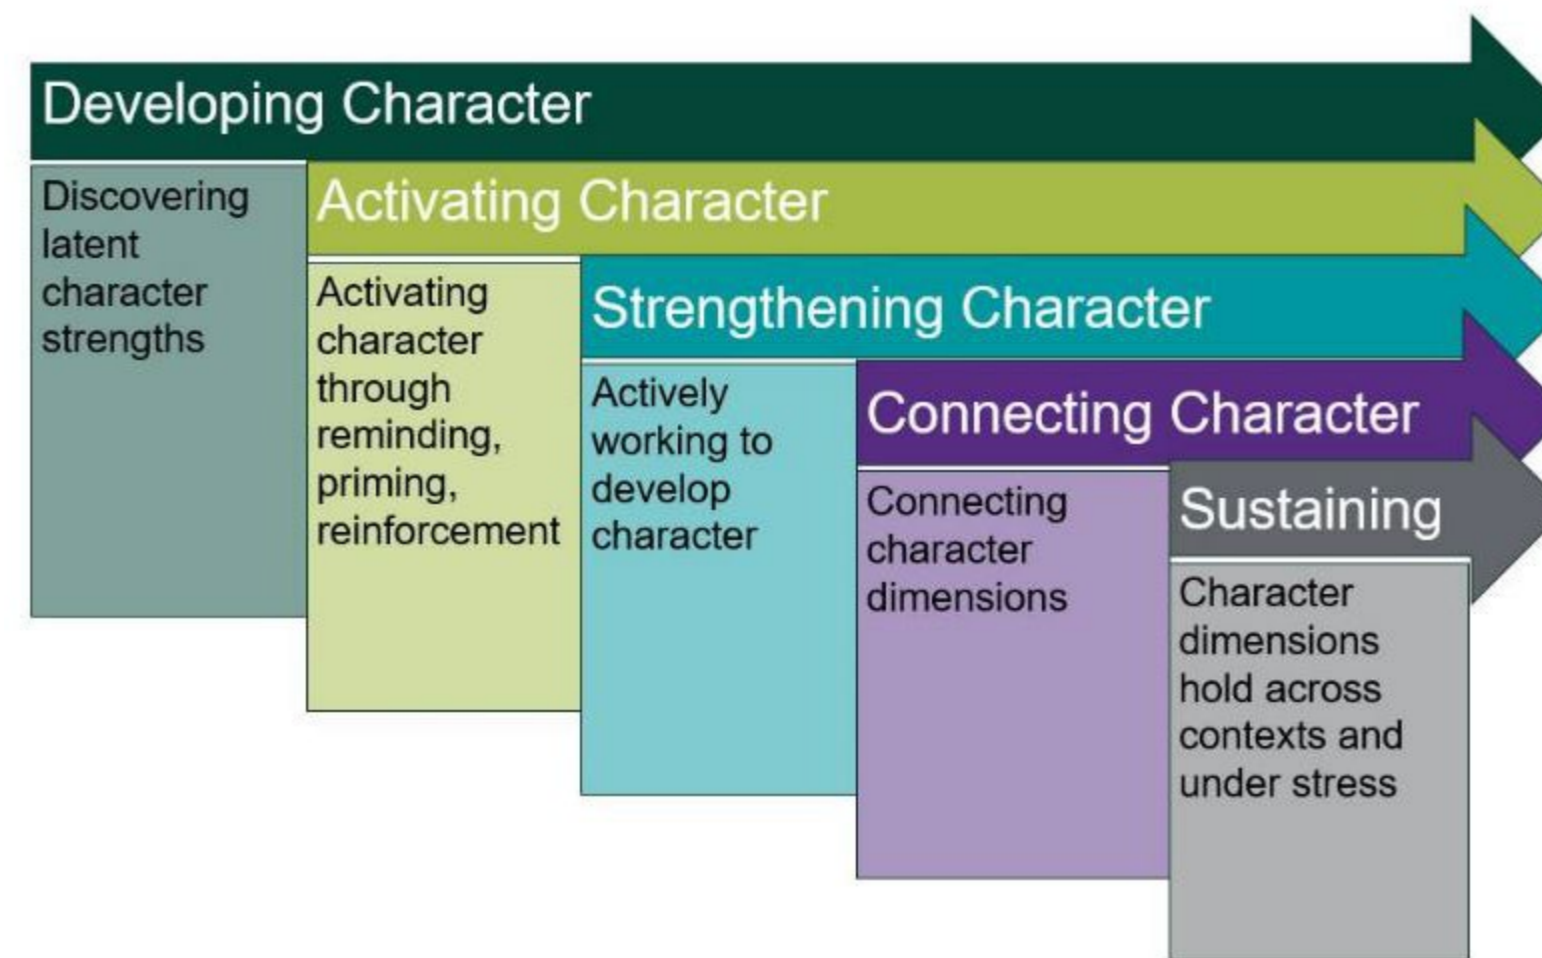 Developing Character
Discovering
latent
character
strengths
Activating Character
Activating
character
through
reminding,
priming,
reinforcement
Strengthening Character
Actively
working to
develop
character
Connecting Character
Connecting
character
dimensions
Sustaining
Character
dimensions
hold across
contexts and
under stress